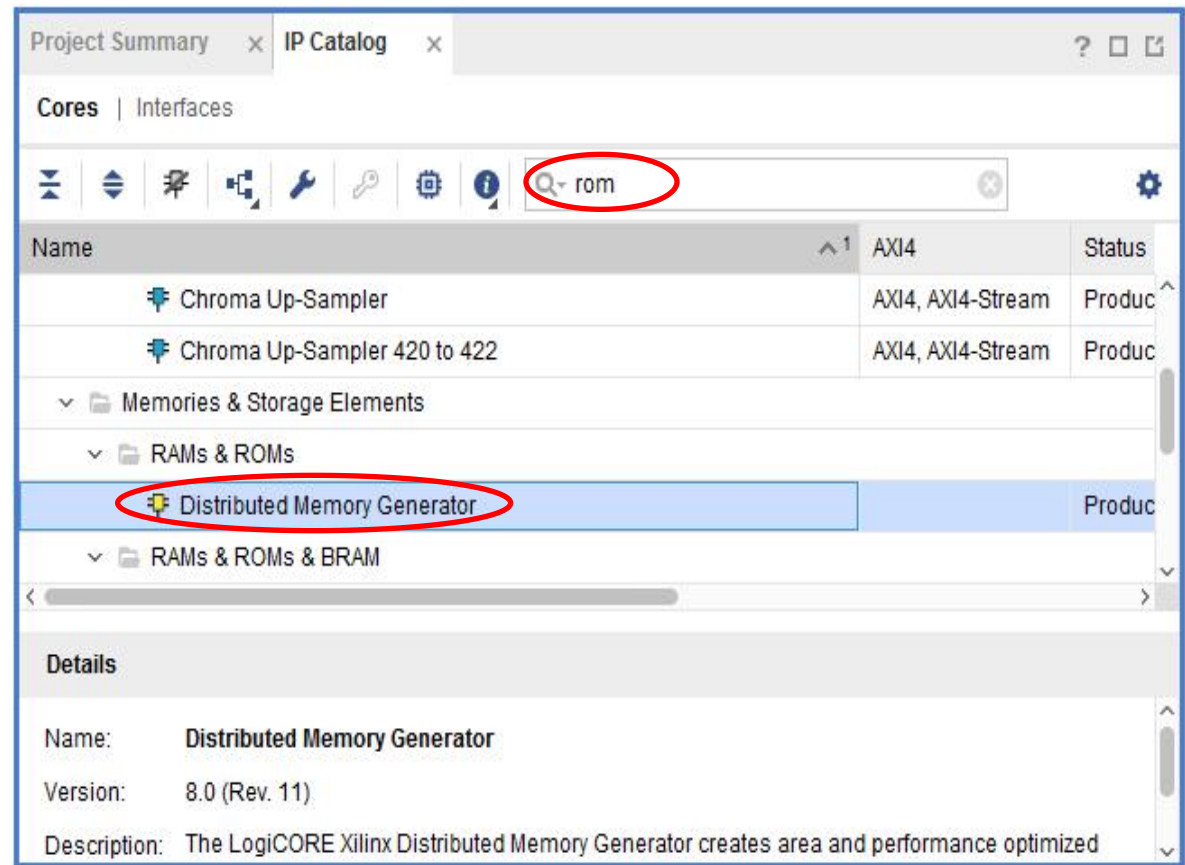 Project Summary × IP Catalog ×
Cores | Interfaces
rom
Name 1 AXI4 Status
Chroma Up-Sampler AXI4, AXI4-Stream Produc
Chroma Up-Sampler 420 to 422 AXI4, AXI4-Stream Produc
Memories & Storage Elements
RAMs & ROMs
Distributed Memory Generator Produc
RAMs & ROMs & BRAM
Details
Name: Distributed Memory Generator
Version: 8.0 (Rev. 11)
Description: The LogiCORE Xilinx Distributed Memory Generator creates area and performance optimized